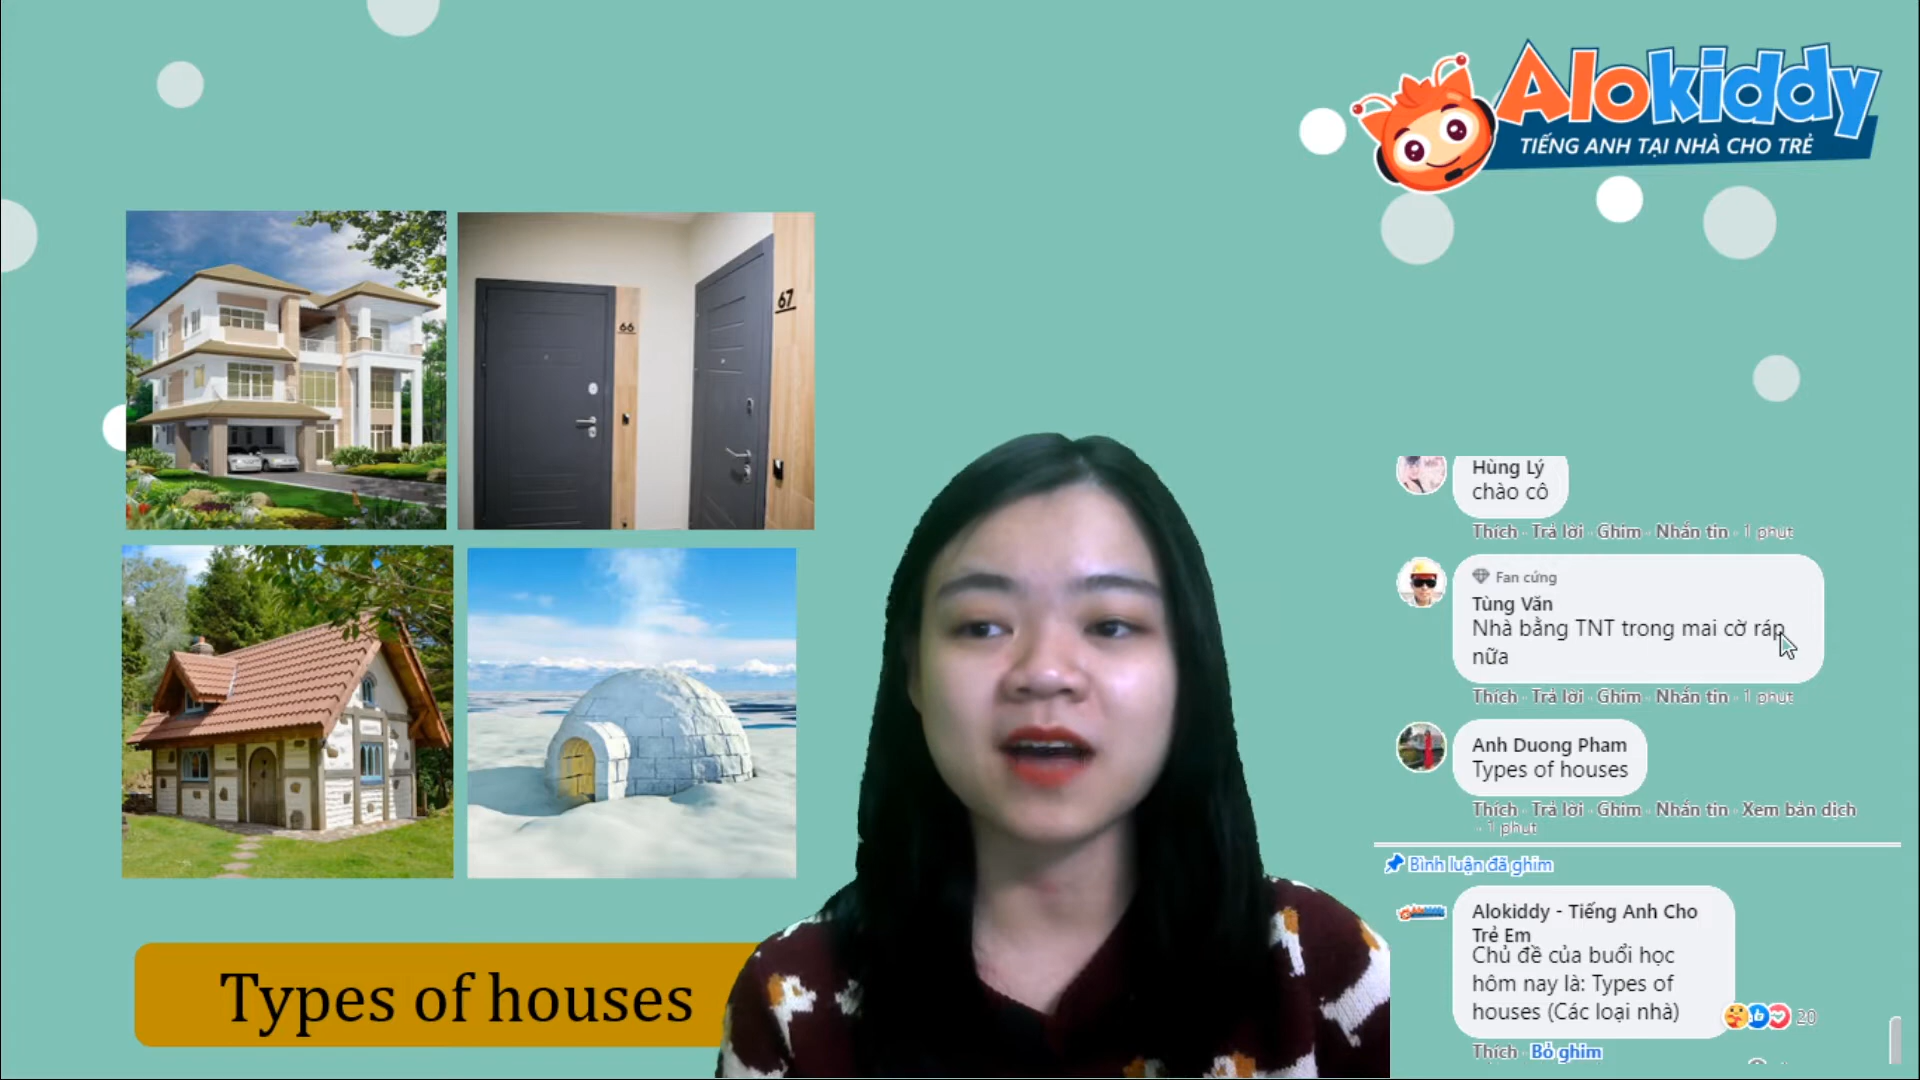 Alokiddy
TIẾNG ANH TẠI NHÀ CHO TRẺ
66
67
Types of houses
Hùng Lý
chào cô
Thích · Trả lời · Ghim · Nhắn tin · 1 phút
Fan cứng
Tùng Văn
Nhà bằng TNT trong mai cờ ráp
nữa
Thích · Trả lời · Ghim · Nhắn tin · 1 phút
Anh Duong Pham
Types of houses
Thích · Trả lời · Ghim · Nhắn tin · Xem bản dịch
· 1 phút
Bình luận đã ghim
Alokiddy - Tiếng Anh Cho
Trẻ Em
Chủ đề của buổi học
hôm nay là: Types of
houses (Các loại nhà)
20
Thích · Bỏ ghim